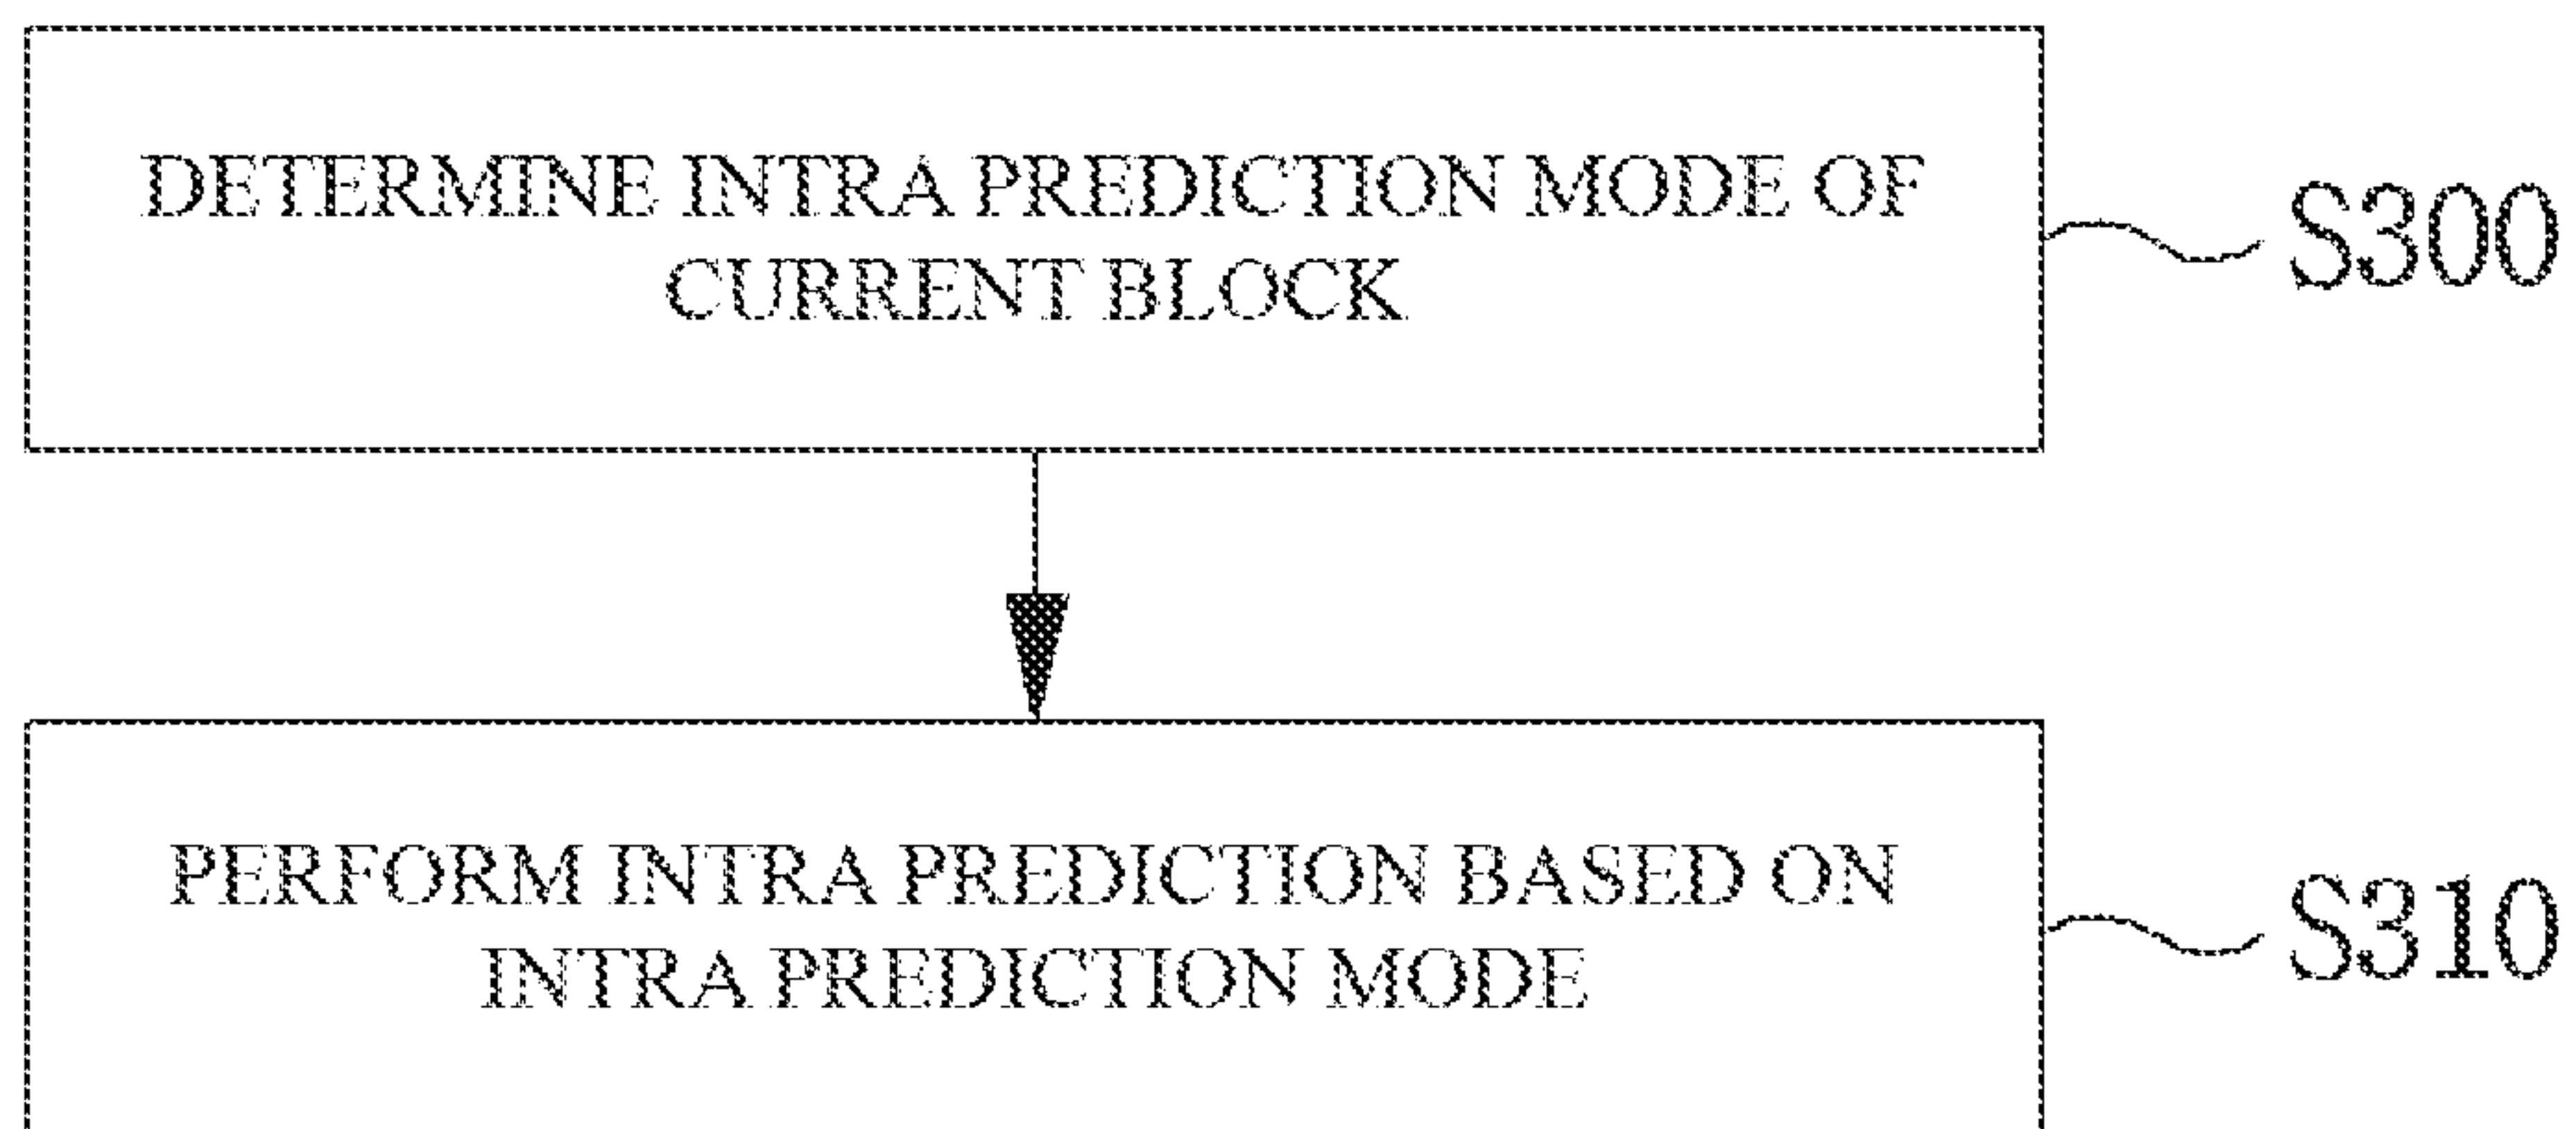 DETERMINE INTRA PREDICTION MODE OF
CURRENT BLOCK
S300
PERFORM INTRA PREDICTION BASED ON
INTRA PREDICTION MODE
S310